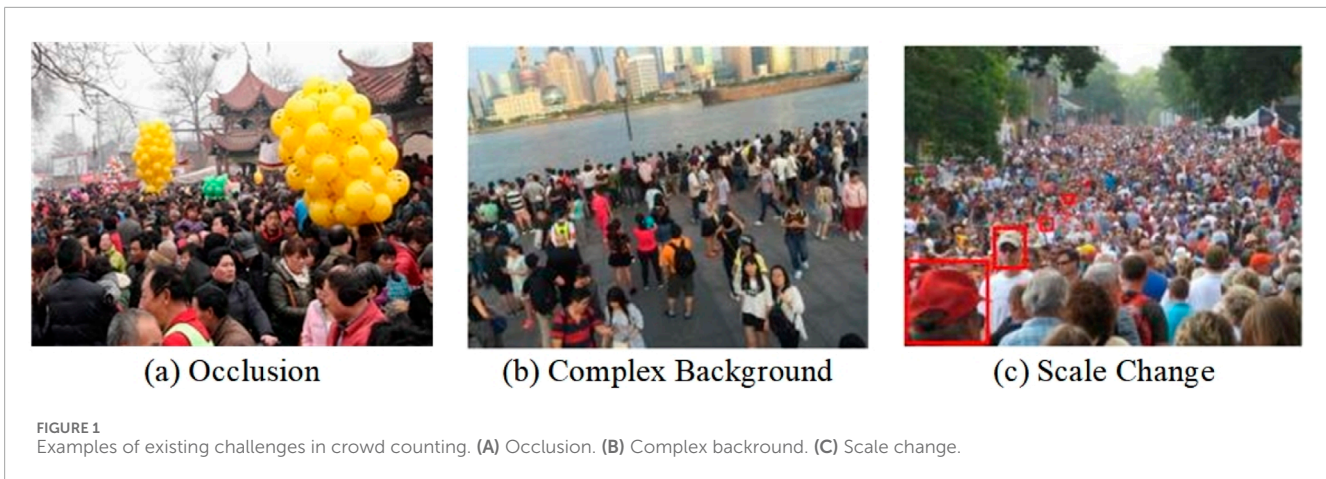 (a) Occlusion
(b) Complex Background
(c) Scale Change
FIGURE 1
Examples of existing challenges in crowd counting. (A) Occlusion. (B) Complex backround. (C) Scale change.